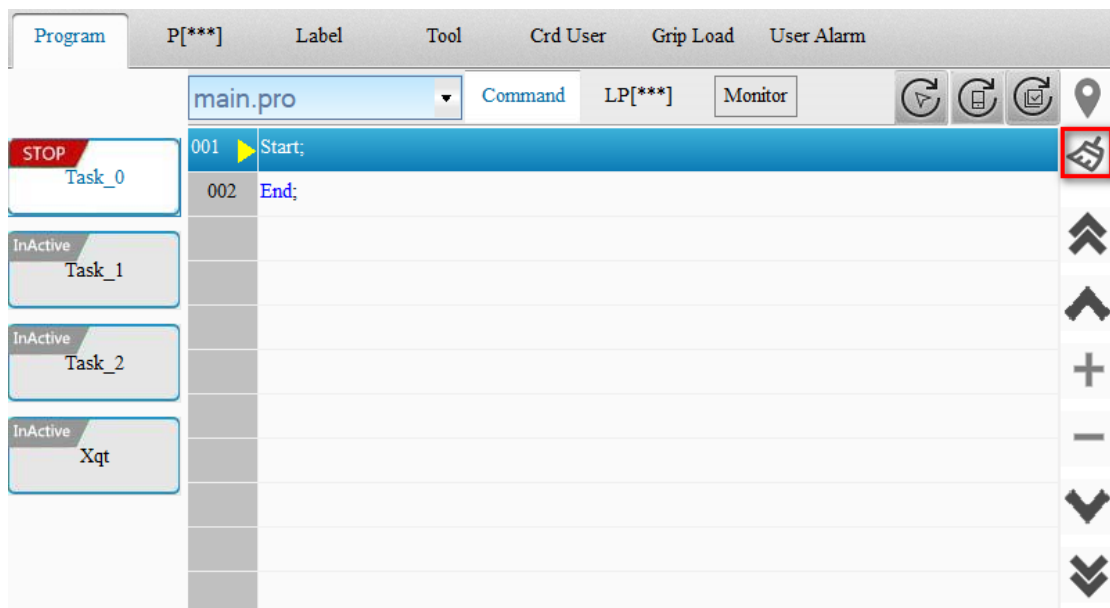 Program P[***] Label Tool Crd User Grip Load User Alarm
main.pro Command LP[***] Monitor
STOP
Task_0
InActive
Task_1
InActive
Task_2
InActive
Xqt
001 Start;
002 End;